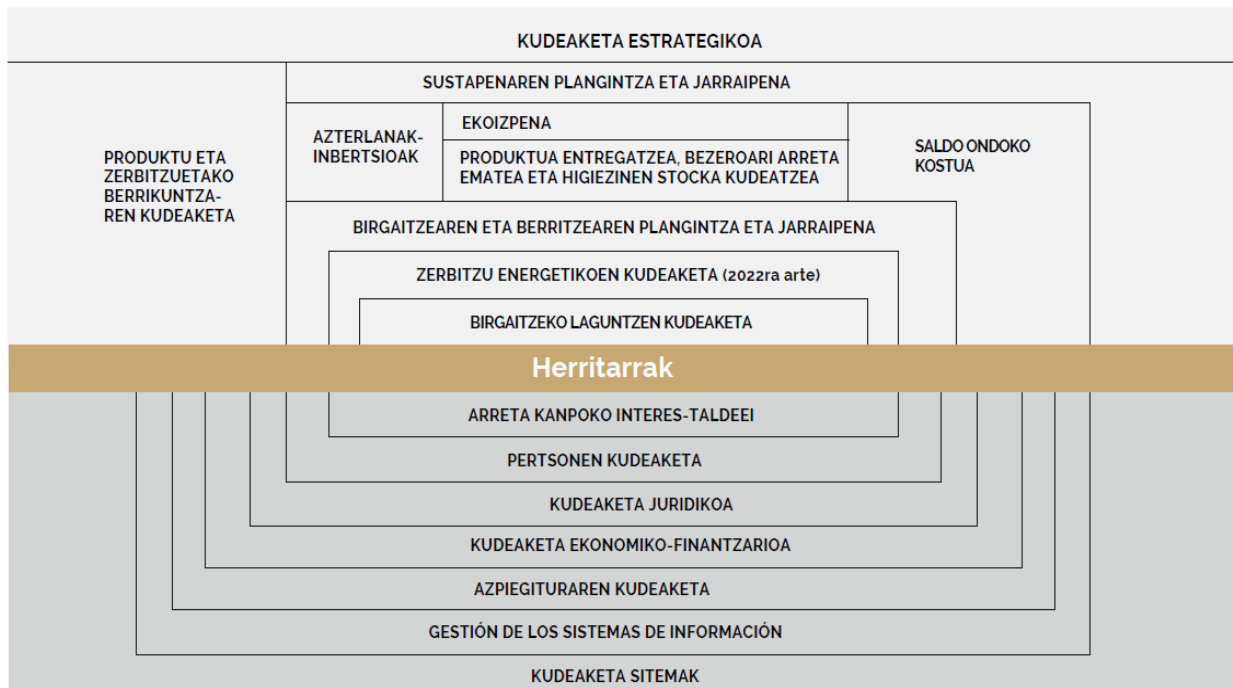 KUDEAKETA ESTRATEGIKOA
SUSTAPENAREN PLANGINTZA ETA JARRAIPENA
PRODUKTU ETA
ZERBITZUETAKO
BERRIKUNTZA-
REN KUDEAKETA
AZTERLANAK-
INBERTSIOAK
EKOIZPENA
PRODUKTUA ENTREGATZEA, BEZEROARI ARRETA
EMATEA ETA HIGIEZINEN STOCKA KUDEATZEA
SALDO ONDOKO
KOSTUA
BIRGAITZEAREN ETA BERRITZEAREN PLANGINTZA ETA JARRAIPENA
ZERBITZU ENERGETIKOEN KUDEAKETA (2022ra arte)
BIRGAITZEKO LAGUNTZEN KUDEAKETA
Herritarrak
ARRETA KANPOKO INTERES-TALDEEI
PERTSONEN KUDEAKETA
KUDEAKETA JURIDIKOA
KUDEAKETA EKONOMIKO-FINANTZARIOA
AZPIEGITURAREN KUDEAKETA
GESTIÓN DE LOS SISTEMAS DE INFORMACIÓN
KUDEAKETA SITEMAK